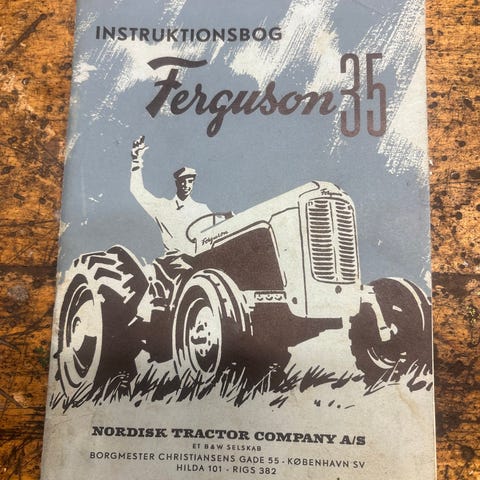 INSTRUKTIONSBOG
Ferguson 35
Ferguson
Ferguson
NORDISK TRACTOR COMPANY A/S
ET B&W SELSKAB
BORGMESTER CHRISTIANSENS GADE 55 - KØBENHAVN SV
HILDA 101 - RIGS 382